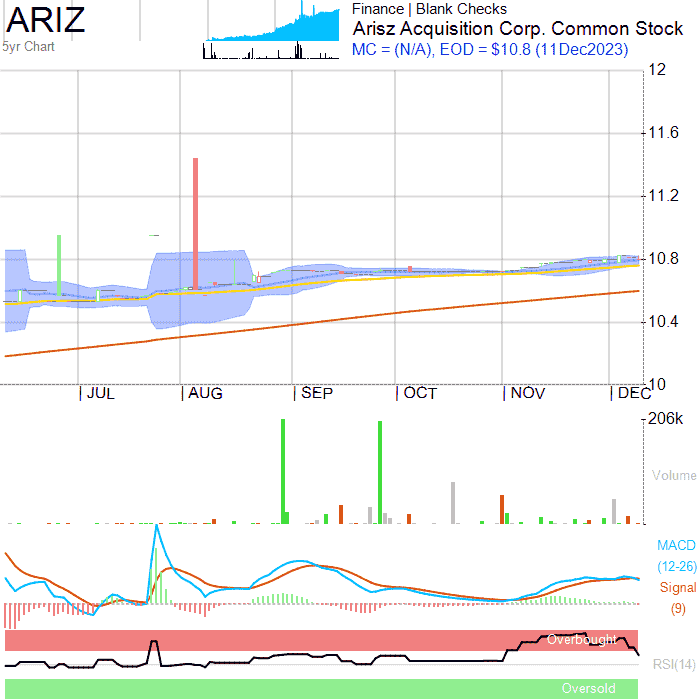 ARIZ
5yr Chart
Finance | Blank Checks
Arisz Acquisition Corp. Common Stock
MC = (N/A), EOD = $10.8 (11Dec2023)
12
11.6
11.2
10.8
10.4
10
JUL
AUG
SEP
OCT
NOV
DEC
206k
Volume
MACD
(12-26)
Signal
(9)
Overbought
RSI(14)
Oversold